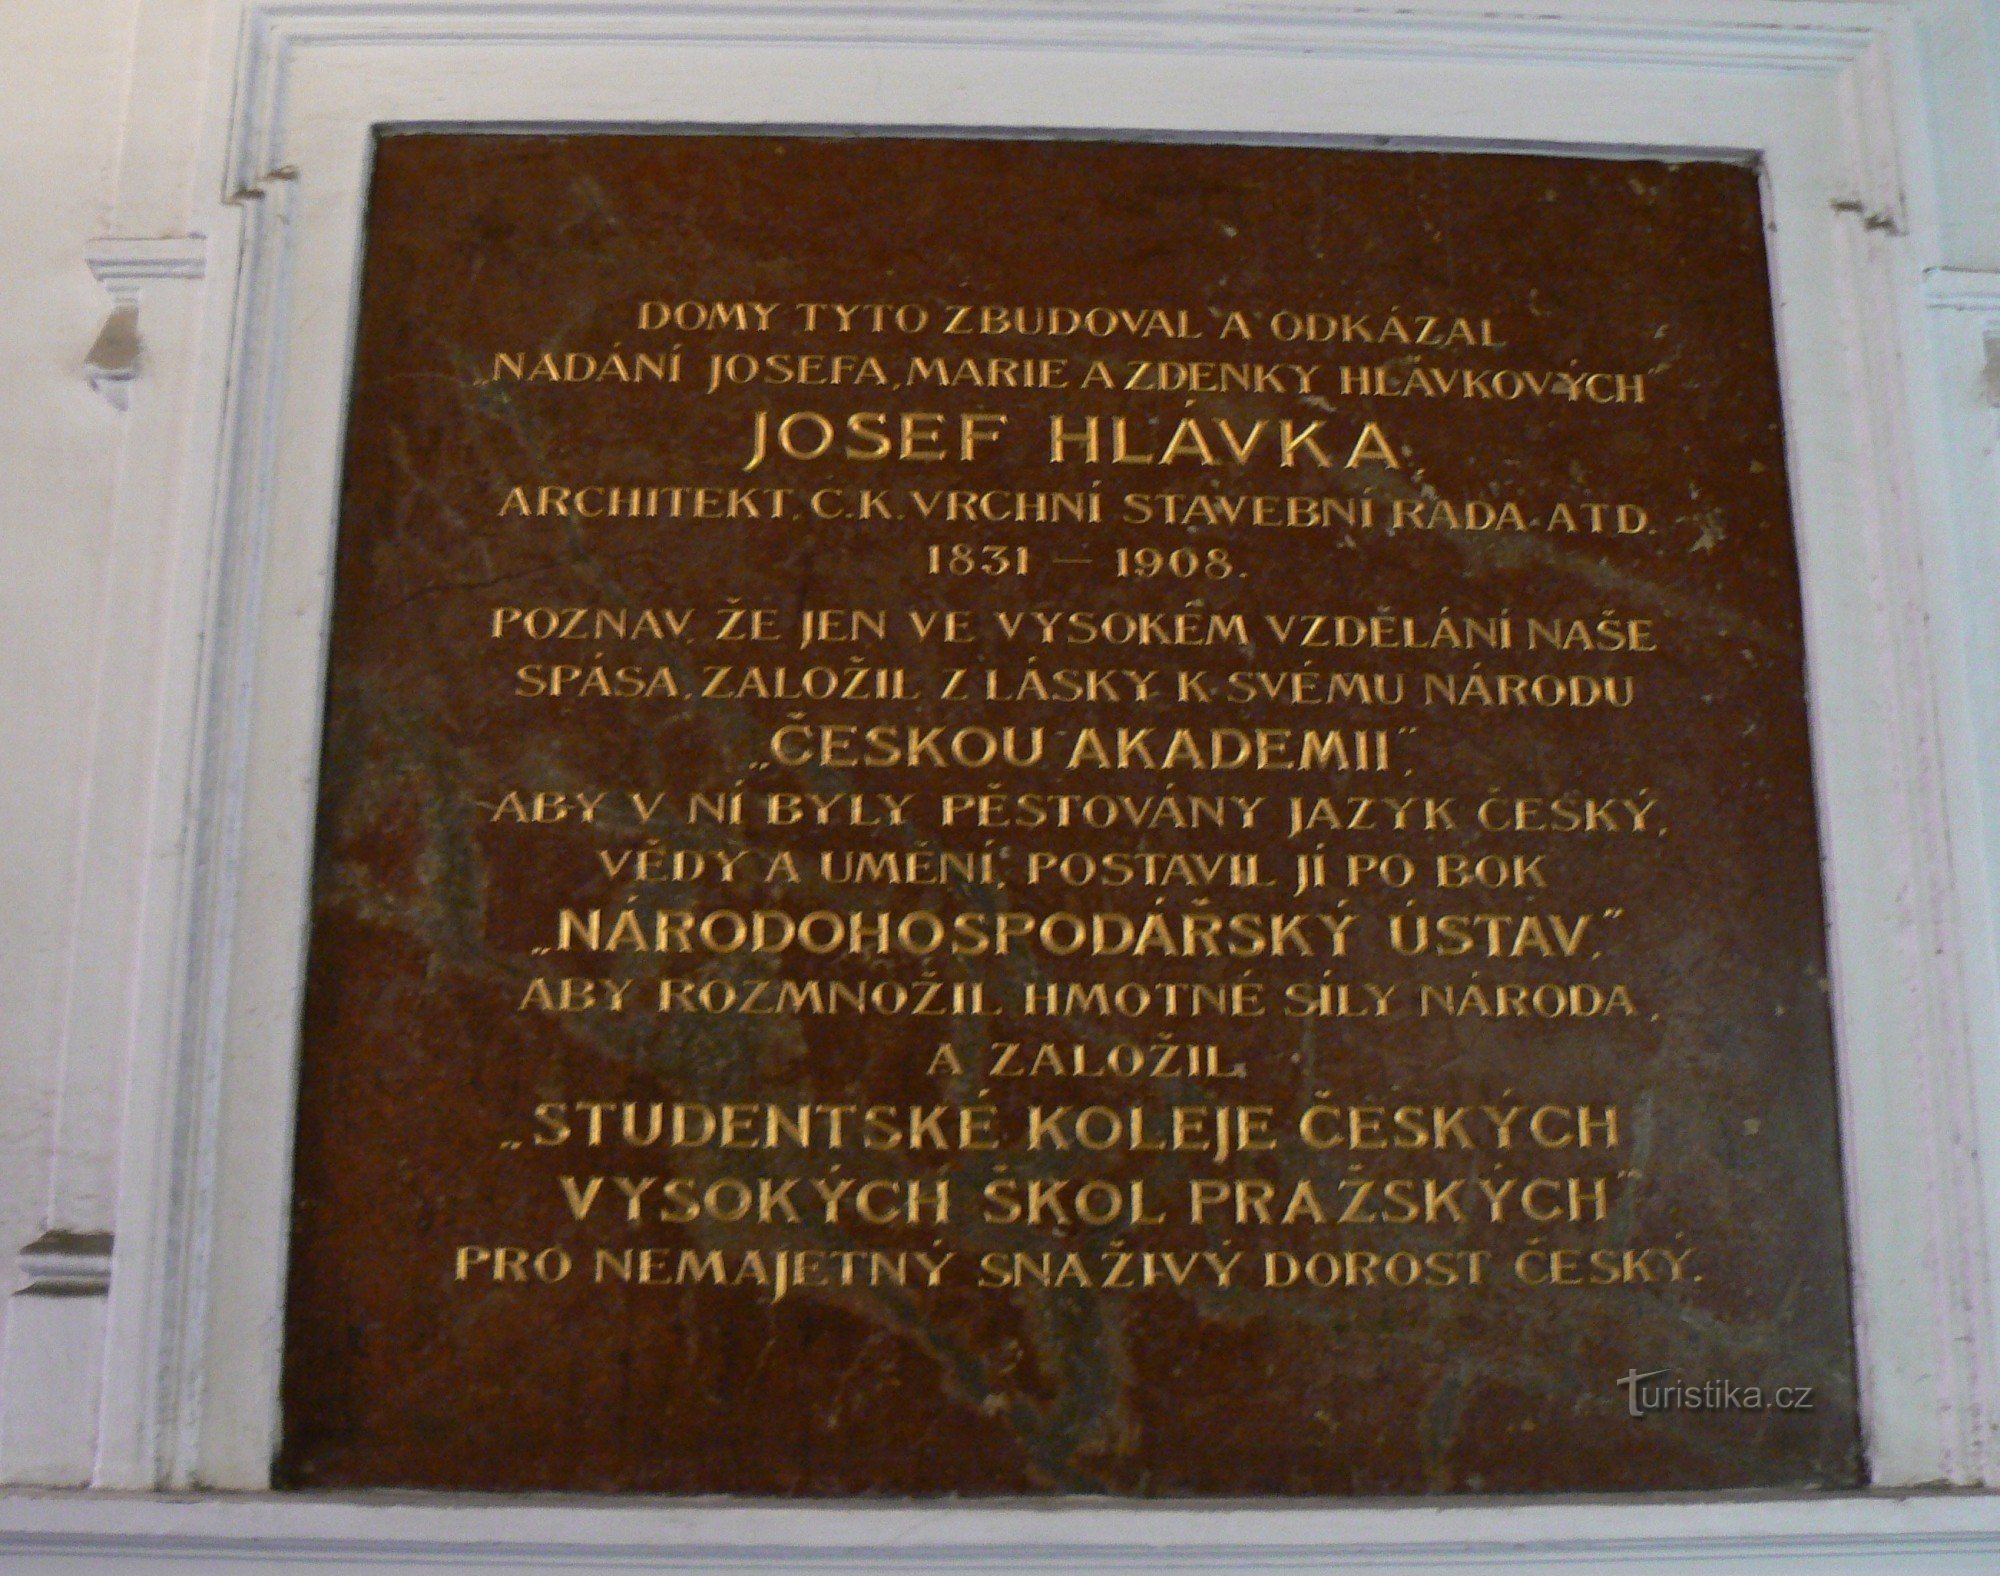 DOMY TYTO ZBUDOVAL A ODKÁZAL
„NADÁNÍ JOSEFA, MARIE A ZDENKY HLÁVKOVÝCH"
JOSEF HLÁVKA,
ARCHITEKT, C.K. VRCHNÍ STAVEBNÍ RADA ATD.
1831 — 1908.
POZNAV, ŽE JEN VE VYSOKÉM VZDĚLÁNÍ NAŠE
SPÁSA, ZALOŽIL Z LÁSKY K SVÉMU NÁRODU
„ČESKOU AKADEMII",
ABY V NÍ BYLY PĚSTOVÁNY JAZYK ČESKÝ,
VĚDY A UMĚNÍ, POSTAVIL JÍ PO BOK
„NÁRODOHOSPODÁŘSKÝ ÚSTAV,"
ABY ROZMNOŽIL HMOTNÉ SÍLY NÁRODA,
A ZALOŽIL
„STUDENTSKÉ KOLEJE ČESKÝCH
VYSOKÝCH ŠKOL PRAŽSKÝCH"
PRO NEMAJETNÝ SNAŽIVÝ DOROST ČESKÝ.
Turistika.cz